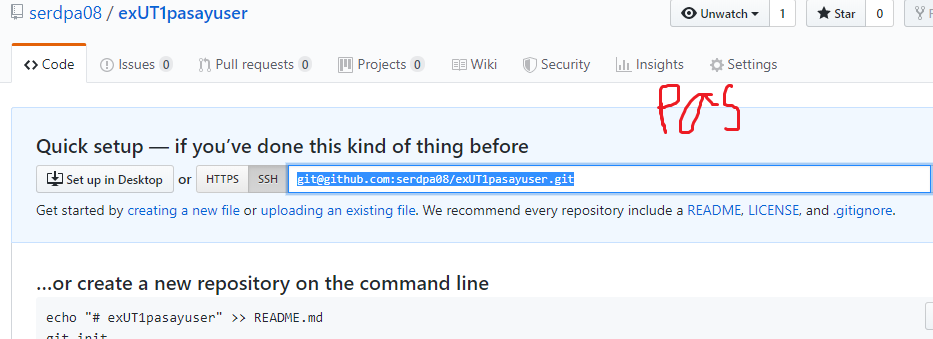 serdpa08 / exUT1pasayuser
Unwatch 1 Star 0
Code Issues 0 Pull requests 0 Projects 0 Wiki Security Insights Settings
Pas
Quick setup — if you’ve done this kind of thing before
Set up in Desktop or HTTPS SSH git@github.com:serdpa08/exUT1pasayuser.git
Get started by creating a new file or uploading an existing file. We recommend every repository include a README, LICENSE, and .gitignore.
…or create a new repository on the command line
echo "# exUT1pasayuser" >> README.md
git init